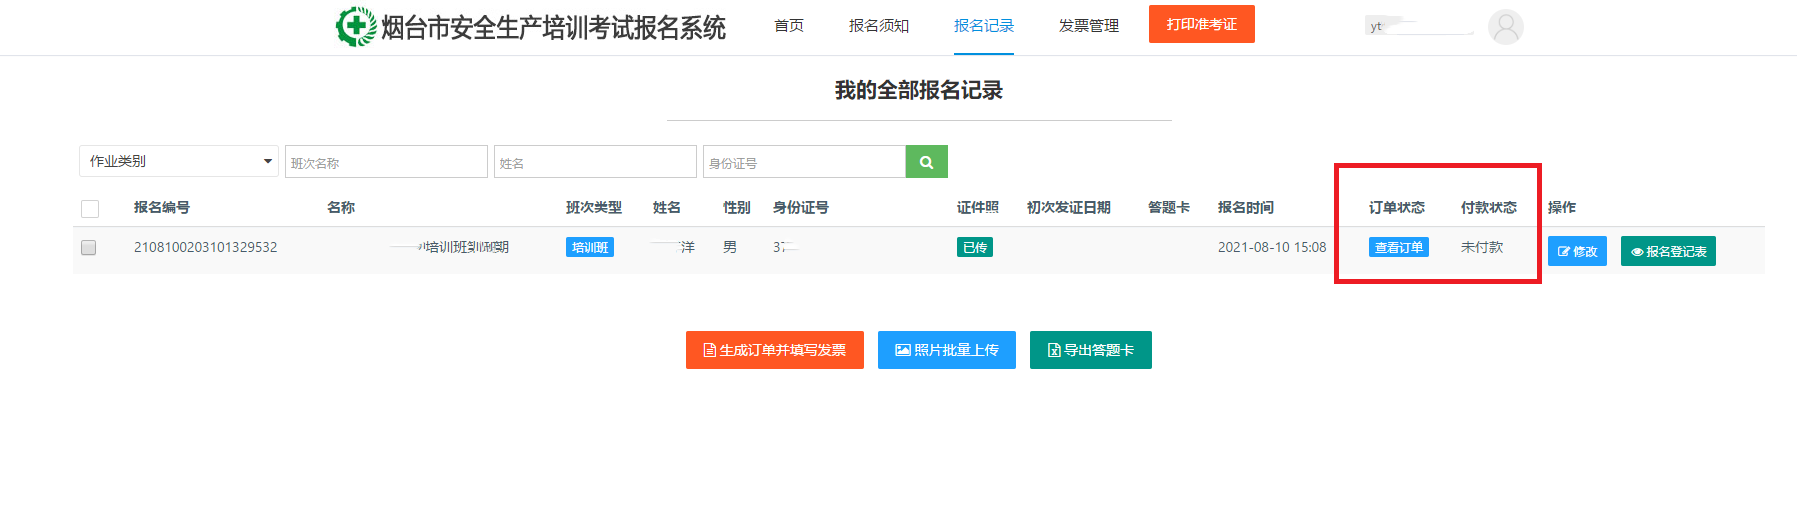 烟台市安全生产培训考试报名系统 首页 报名须知 报名记录 发票管理 打印准考证 yt
我的全部报名记录
作业类别 班次名称 姓名 身份证号
报名编号 名称 班次类型 姓名 性别 身份证号 证件照 初次发证日期 答题卡 报名时间 订单状态 付款状态 操作
2108100203101329532 培训班 期 培训班 洋 男 37 已传 2021-08-10 15:08 查看订单 未付款 修改 报名登记表
生成订单并填写发票 照片批量上传 导出答题卡